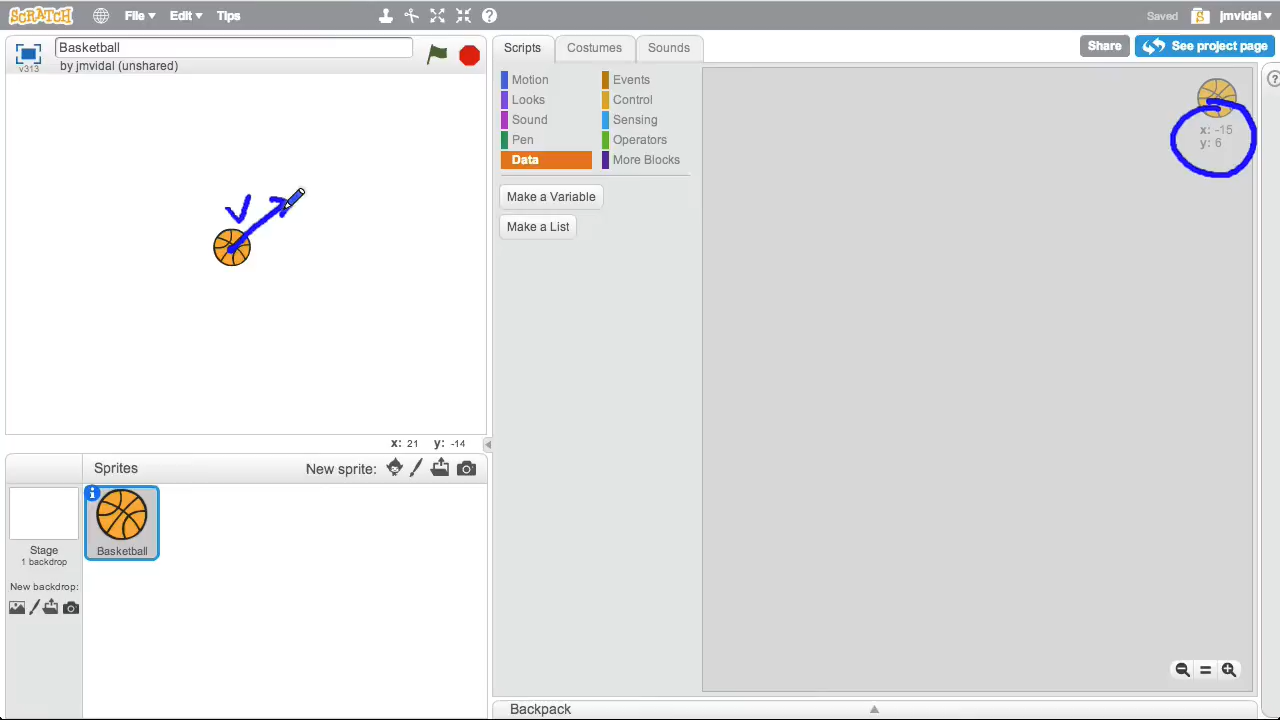 SCRATCH File Edit Tips Saved S jmvidal
v313 Basketball
by jmvidal (unshared)
Scripts Costumes Sounds Share See project page
Motion Events
Looks Control
Sound Sensing
Pen Operators
Data More Blocks
Make a Variable
Make a List
x: -15
y: 6
V
x: 21 y: -14
Sprites New sprite:
Basketball
Stage
1 backdrop
New backdrop:
Backpack